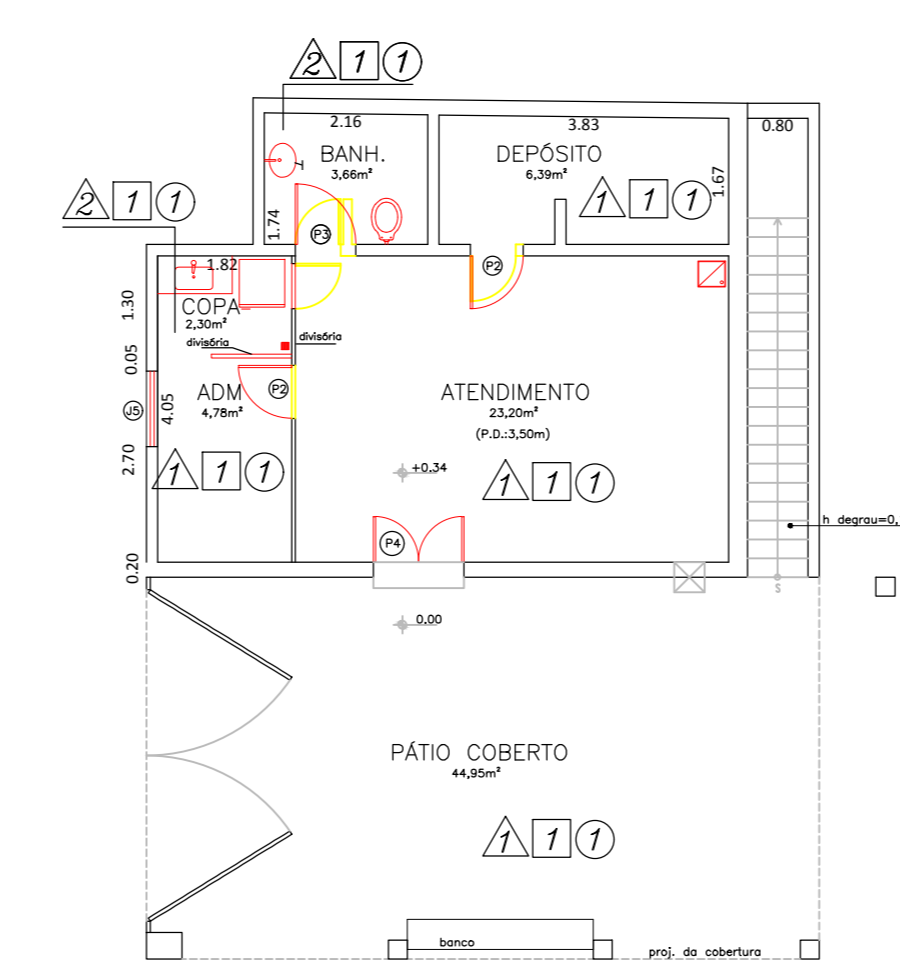 2 1 1
2.16
3.83
0.80
BANH.
3,66m²
DEPÓSITO
6,39m²
1.67
1 1 1
2 1 1
1.74
P3
P2
1.82
COPA
2,30m²
divisória
divisória
1.30
0.05
ADM
4,78m²
P2
J5
4.05
ATENDIMENTO
23,20m²
(P.D.:3,50m)
2.70
1 1 1
+0.34
1 1 1
h degrau=0,
P4
0.20
S
0.00
PÁTIO COBERTO
44,95m²
1 1 1
banco
proj. da cobertura